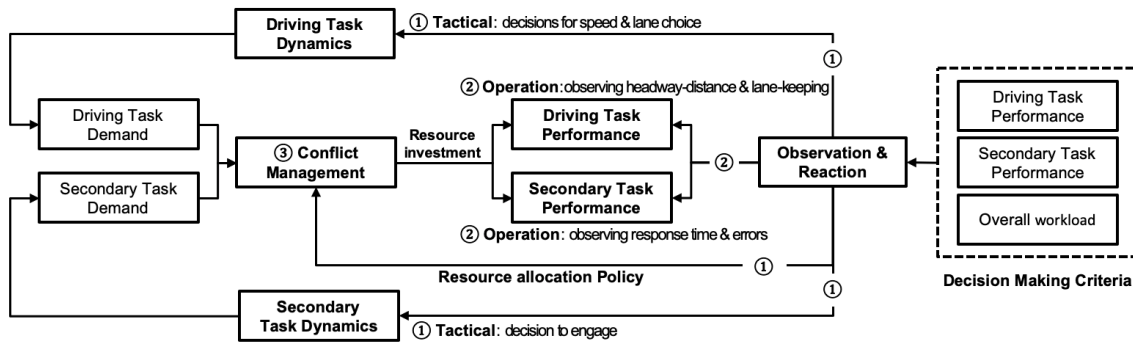 Driving Task
Dynamics
① Tactical: decisions for speed & lane choice
①
② Operation: observing headway-distance & lane-keeping
Driving Task
Demand
Secondary Task
Demand
③ Conflict
Management
Resource
investment
Driving Task
Performance
Secondary Task
Performance
② Operation: observing response time & errors
②
Observation &
Reaction
Driving Task
Performance
Secondary Task
Performance
Overall workload
Decision Making Criteria
①
Resource allocation Policy
①
Secondary
Task Dynamics
① Tactical: decision to engage